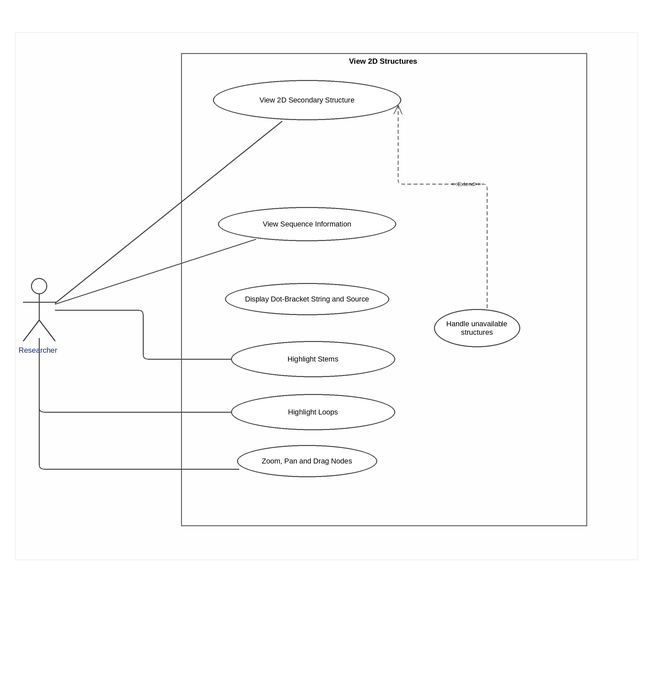 View 2D Structures
View 2D Secondary Structure
<<Extend>>
View Sequence Information
Display Dot-Bracket String and Source
Handle unavailable
structures
Researcher
Highlight Stems
Highlight Loops
Zoom, Pan and Drag Nodes